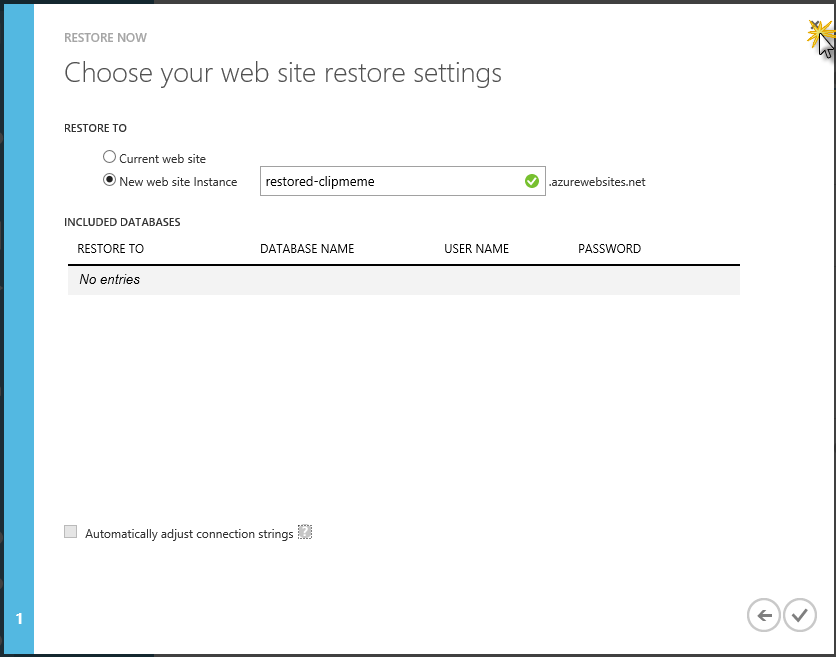 RESTORE NOW
Choose your web site restore settings
RESTORE TO
Current web site
New web site Instance restored-clipmeme .azurewebsites.net
INCLUDED DATABASES
RESTORE TO DATABASE NAME USER NAME PASSWORD
No entries
Automatically adjust connection strings ?
1